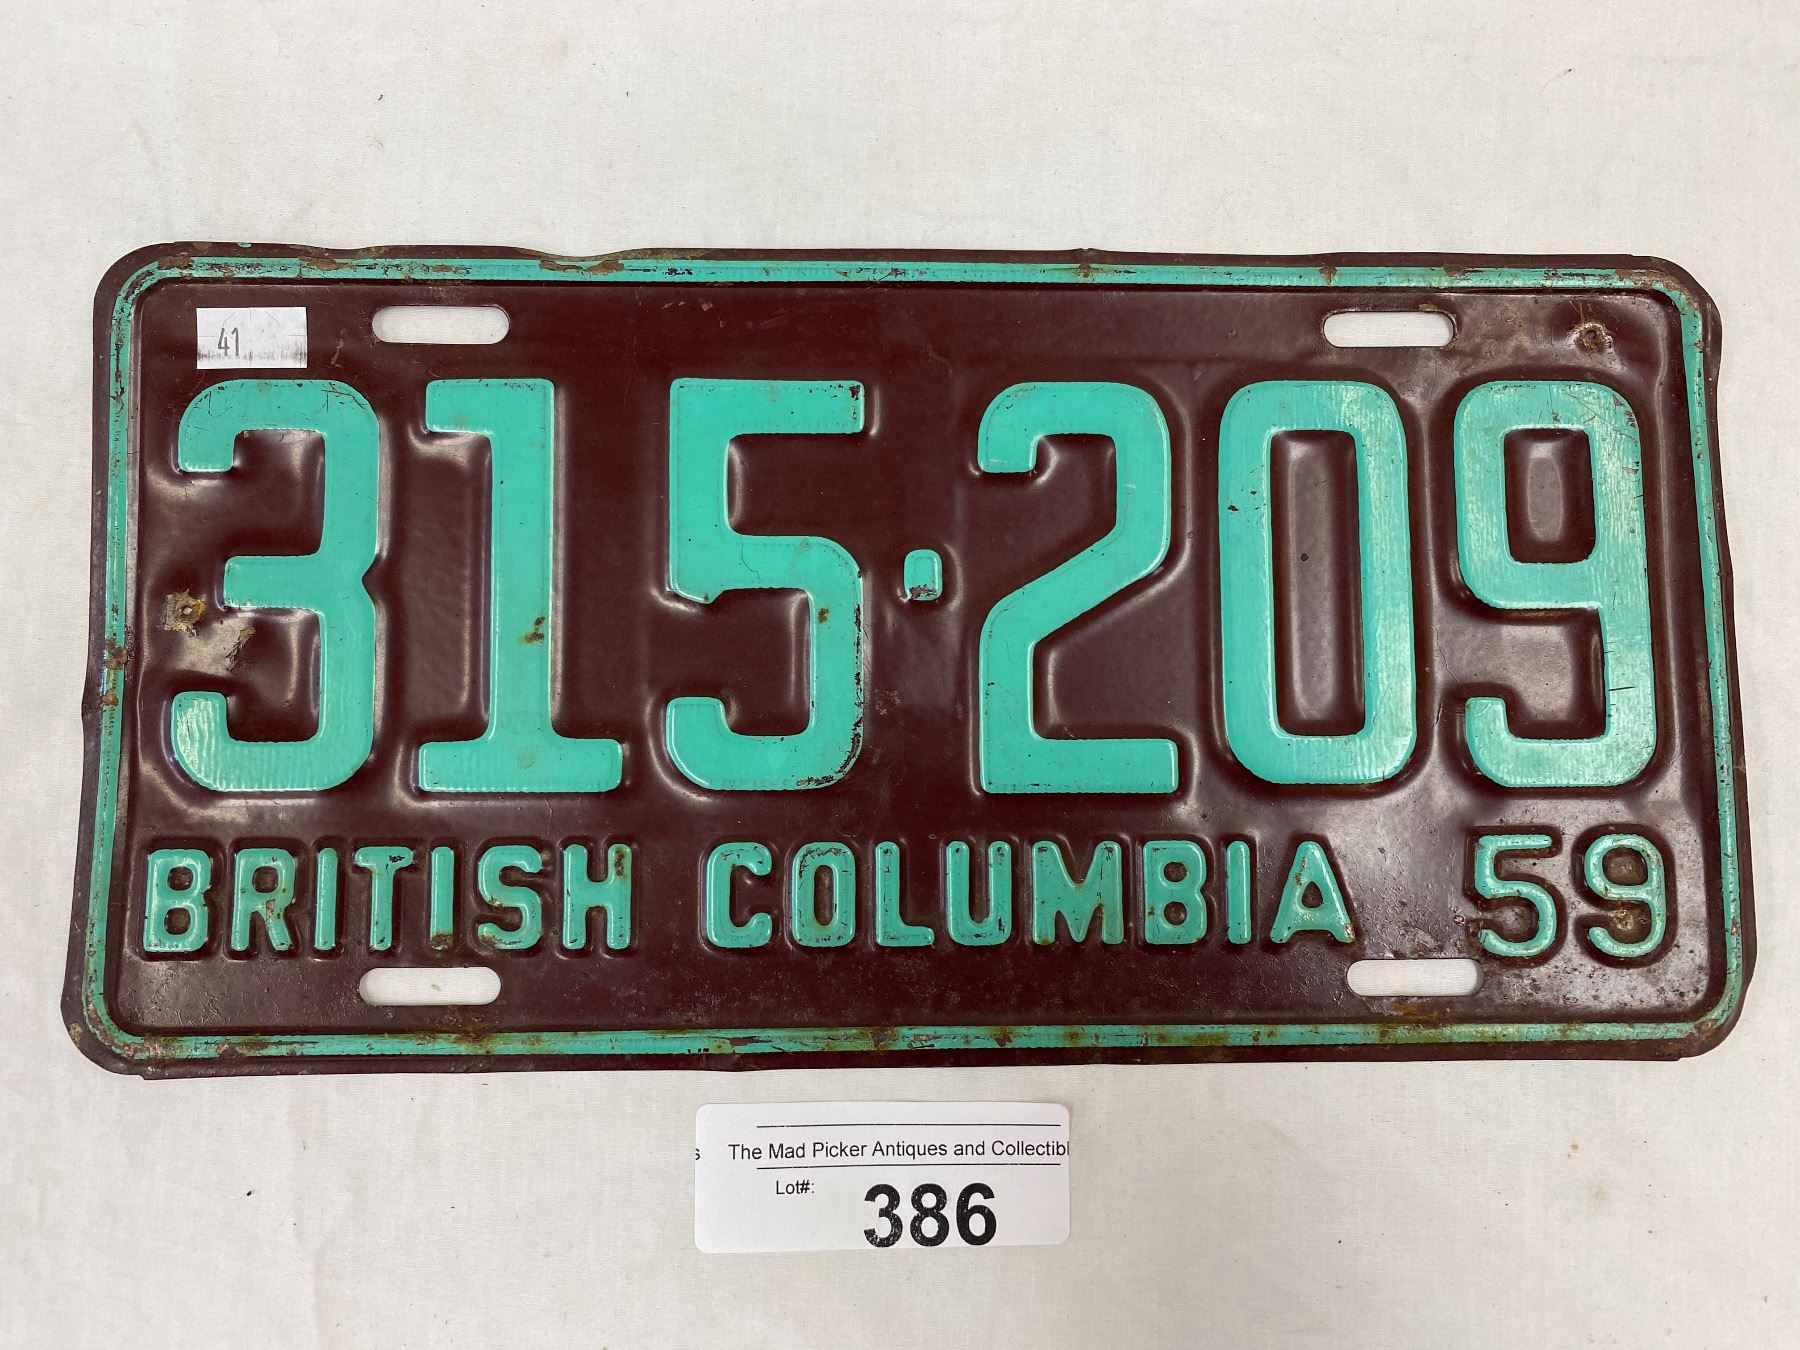 41
315·209
BRITISH COLUMBIA 59
s The Mad Picker Antiques and Collectibl
Lot#: 386